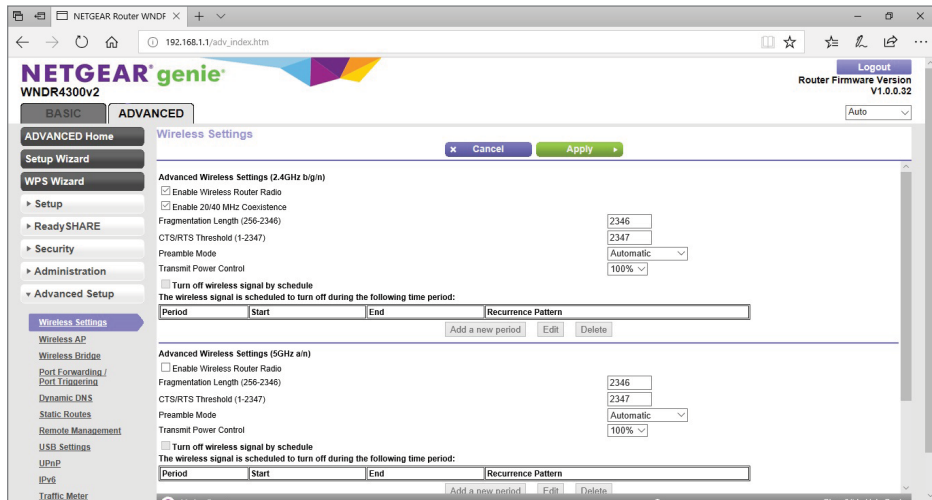 NETGEAR Router WNDF
192.168.1.1/adv_index.htm
NETGEAR® genie®
WNDR4300v2
Logout
Router Firmware Version
V1.0.0.32
BASIC
ADVANCED
Auto
ADVANCED Home
Setup Wizard
WPS Wizard
Setup
ReadySHARE
Security
Administration
Advanced Setup
Wireless Settings
Wireless AP
Wireless Bridge
Port Forwarding /
Port Triggering
Dynamic DNS
Static Routes
Remote Management
USB Settings
UPnP
IPv6
Traffic Meter
Wireless Settings
x Cancel
Apply
Advanced Wireless Settings (2.4GHz b/g/n)
Enable Wireless Router Radio
Enable 20/40 MHz Coexistence
Fragmentation Length (256-2346) 2346
CTS/RTS Threshold (1-2347) 2347
Preamble Mode Automatic
Transmit Power Control 100%
Turn off wireless signal by schedule
The wireless signal is scheduled to turn off during the following time period:
Period Start End Recurrence Pattern
Add a new period Edit Delete
Advanced Wireless Settings (5GHz a/n)
Enable Wireless Router Radio
Fragmentation Length (256-2346) 2346
CTS/RTS Threshold (1-2347) 2347
Preamble Mode Automatic
Transmit Power Control 100%
Turn off wireless signal by schedule
The wireless signal is scheduled to turn off during the following time period:
Period Start End Recurrence Pattern
Add a new period Edit Delete